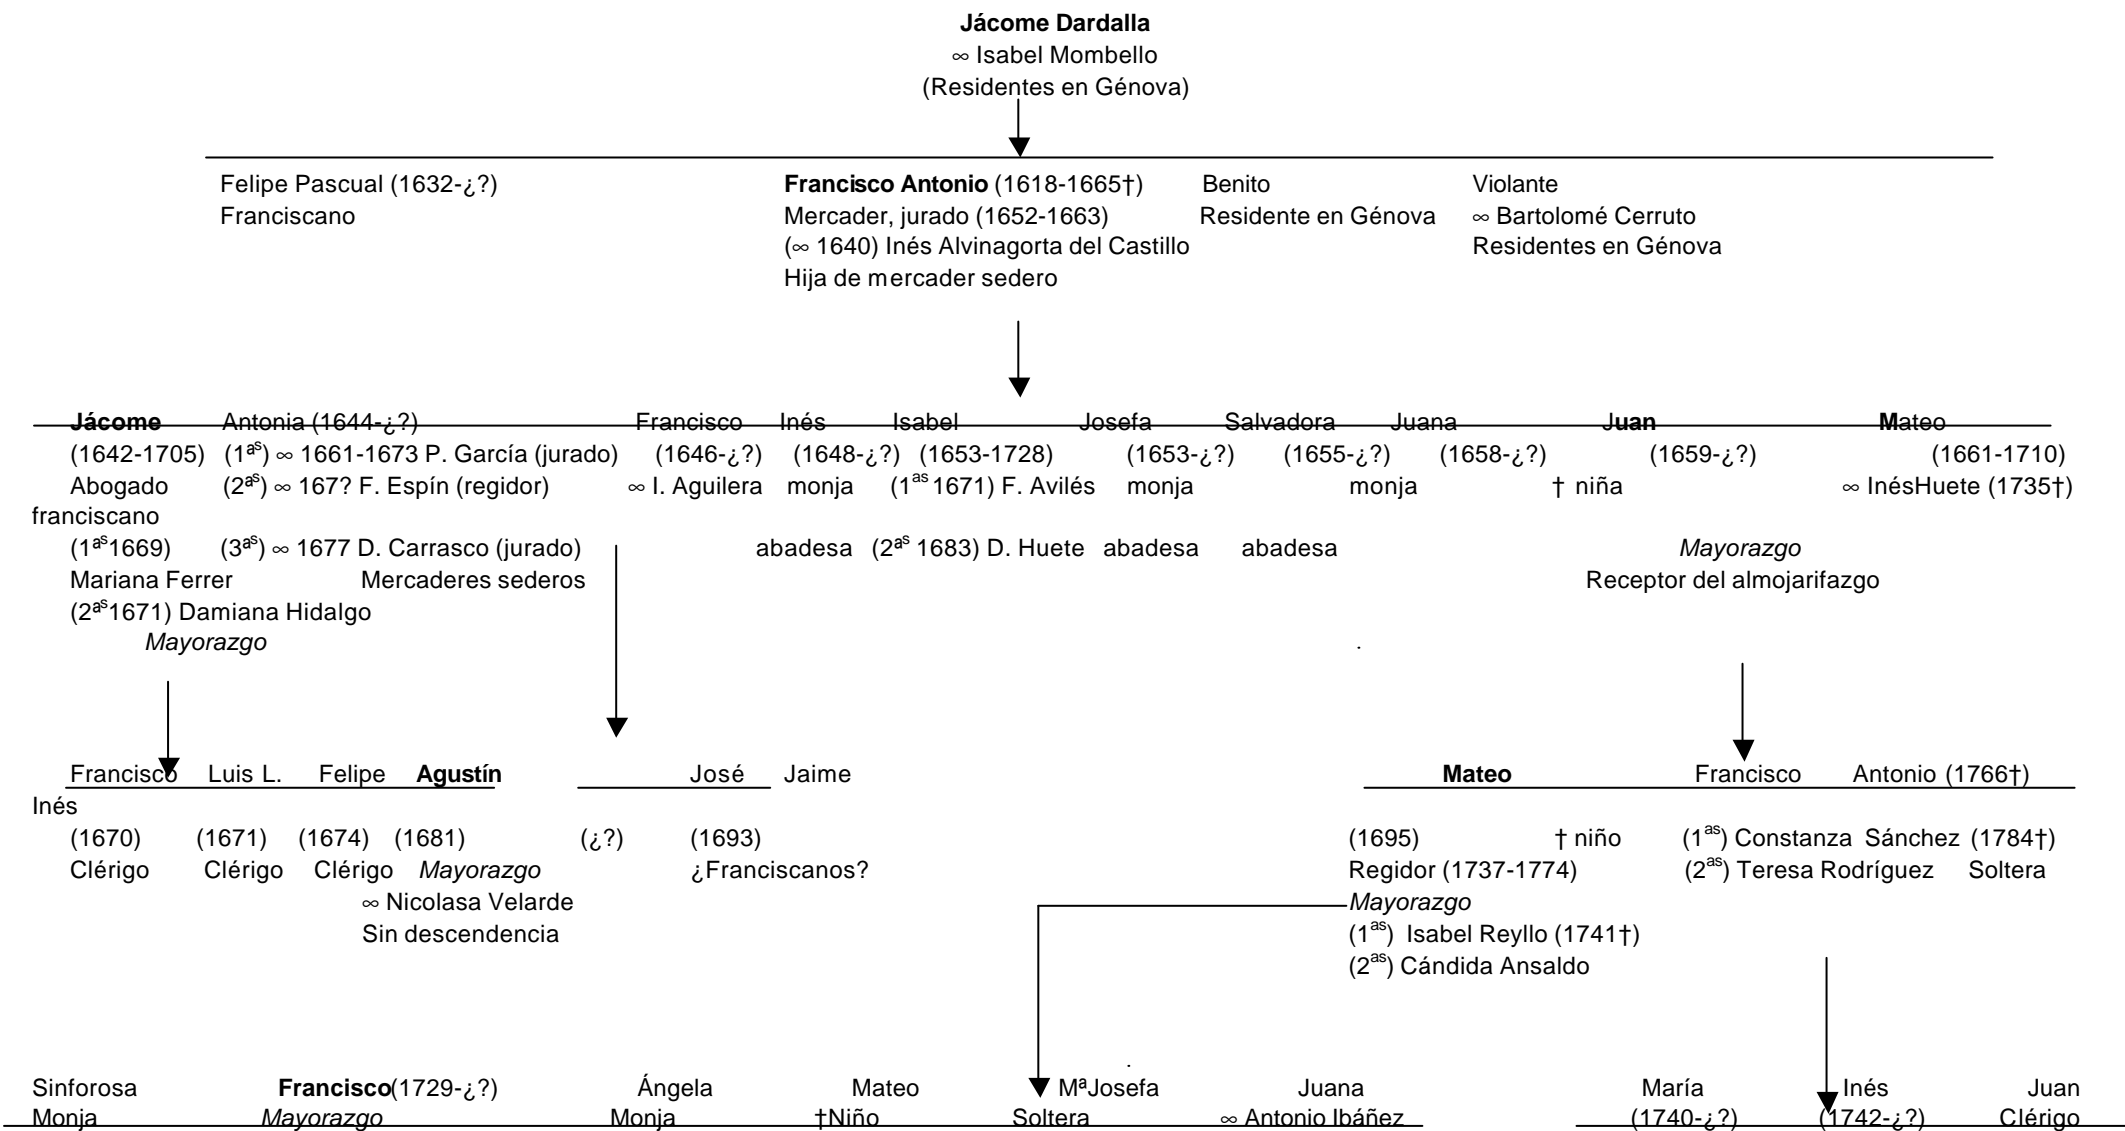 Jácome Dardalla
∞ Isabel Mombello
(Residentes en Génova)
Felipe Pascual (1632-¿?) Francisco Antonio (1618-1665†) Benito Violante
Franciscano Mercader, jurado (1652-1663) Residente en Génova ∞ Bartolomé Cerruto
(∞ 1640) Inés Alvinagorta del Castillo Residentes en Génova
Hija de mercader sedero
Jácome Antonia (1644-¿?) Francisco Inés Isabel Josefa Salvadora Juana Juan Mateo
(1642-1705) (1ªˢ) ∞ 1661-1673 P. García (jurado) (1646-¿?) (1648-¿?) (1653-1728) (1653-¿?) (1655-¿?) (1658-¿?) (1659-¿?) (1661-1710)
Abogado (2ªˢ) ∞ 167? F. Espín (regidor) ∞ I. Aguilera monja (1ᵃˢ 1671) F. Avilés monja monja † niña ∞ InésHuete (1735†)
franciscano
(1ªˢ1669) (3ªˢ) ∞ 1677 D. Carrasco (jurado) abadesa (2ªˢ 1683) D. Huete abadesa abadesa Mayorazgo
Mariana Ferrer Mercaderes sederos Receptor del almojarifazgo
(2ªˢ1671) Damiana Hidalgo
Mayorazgo .
Francisco Luis L. Felipe Agustín José Jaime Mateo Francisco Antonio (1766†)
Inés
(1670) (1671) (1674) (1681) (¿?) (1693) (1695) † niño (1ᵃˢ) Constanza Sánchez (1784†)
Clérigo Clérigo Clérigo Mayorazgo ¿Franciscanos? Regidor (1737-1774) (2ᵃˢ) Teresa Rodríguez Soltera
∞ Nicolasa Velarde Mayorazgo
Sin descendencia (1ᵃˢ) Isabel Reyllo (1741†)
(2ᵃˢ) Cándida Ansaldo
.
Sinforosa Francisco(1729-¿?) Ángela Mateo MªJosefa Juana María Inés Juan
Monja Mayorazgo Monja †Niño Soltera ∞ Antonio Ibáñez (1740-¿?) (1742-¿?) Clérigo